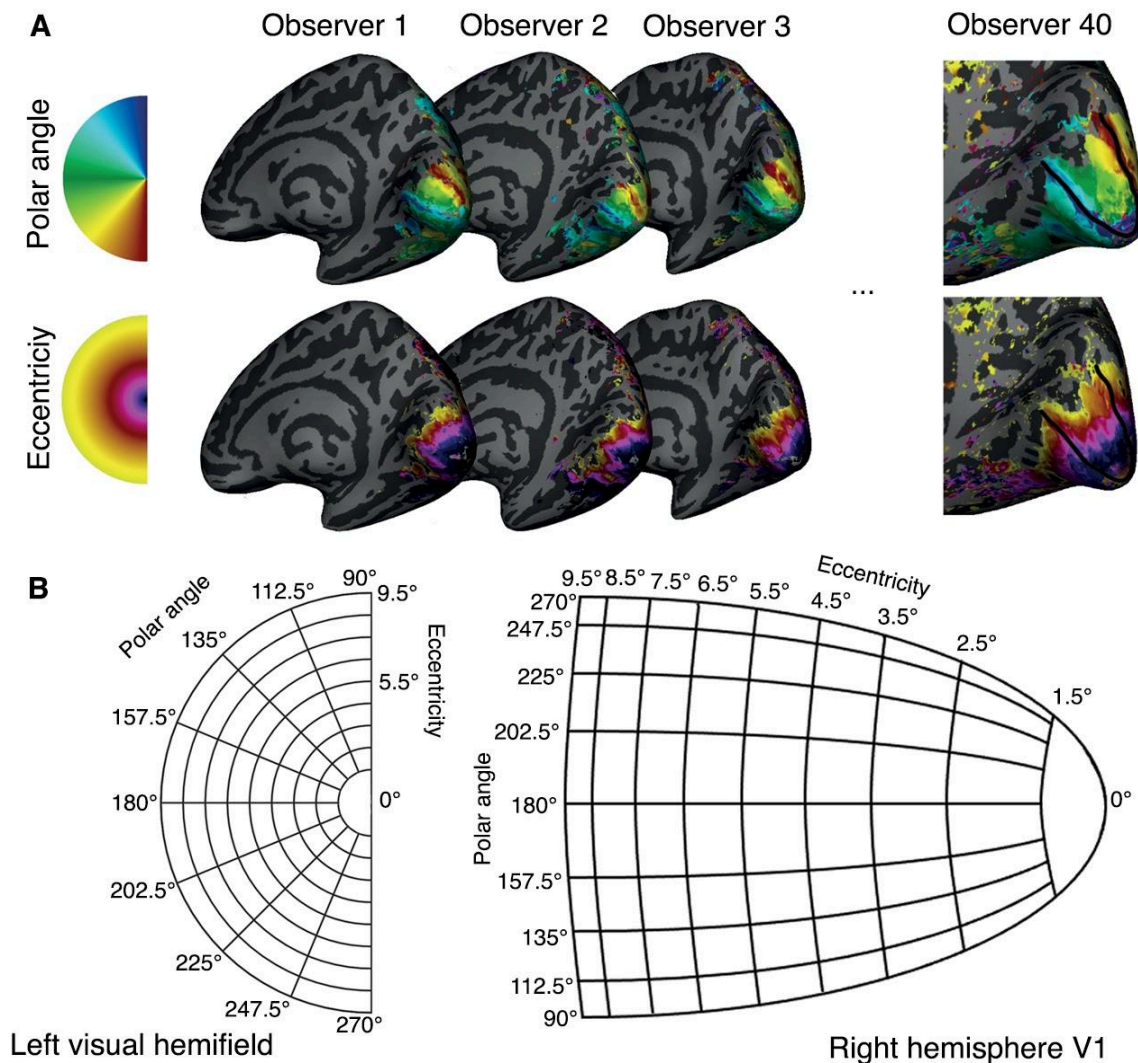 A
Observer 1
Observer 2
Observer 3
Observer 40
Polar angle
...
Eccentriciy
B
Polar angle
90°
112.5°
135°
157.5°
180°
202.5°
225°
247.5°
270°
9.5°
5.5°
0°
Eccentricity
Left visual hemifield
Eccentricity
9.5° 8.5° 7.5° 6.5° 5.5° 4.5° 3.5° 2.5° 1.5° 0°
Polar angle
270°
247.5°
225°
202.5°
180°
157.5°
135°
112.5°
90°
Right hemisphere V1